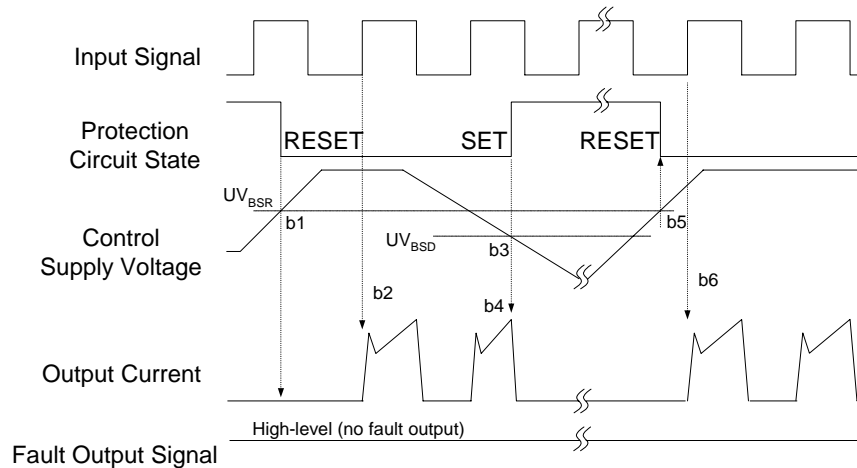 Input Signal
Protection
Circuit State
RESET
SET
RESET
UV_BSR
b1
b5
Control
Supply Voltage
UV_BSD
b3
b2
b4
b6
Output Current
High-level (no fault output)
Fault Output Signal